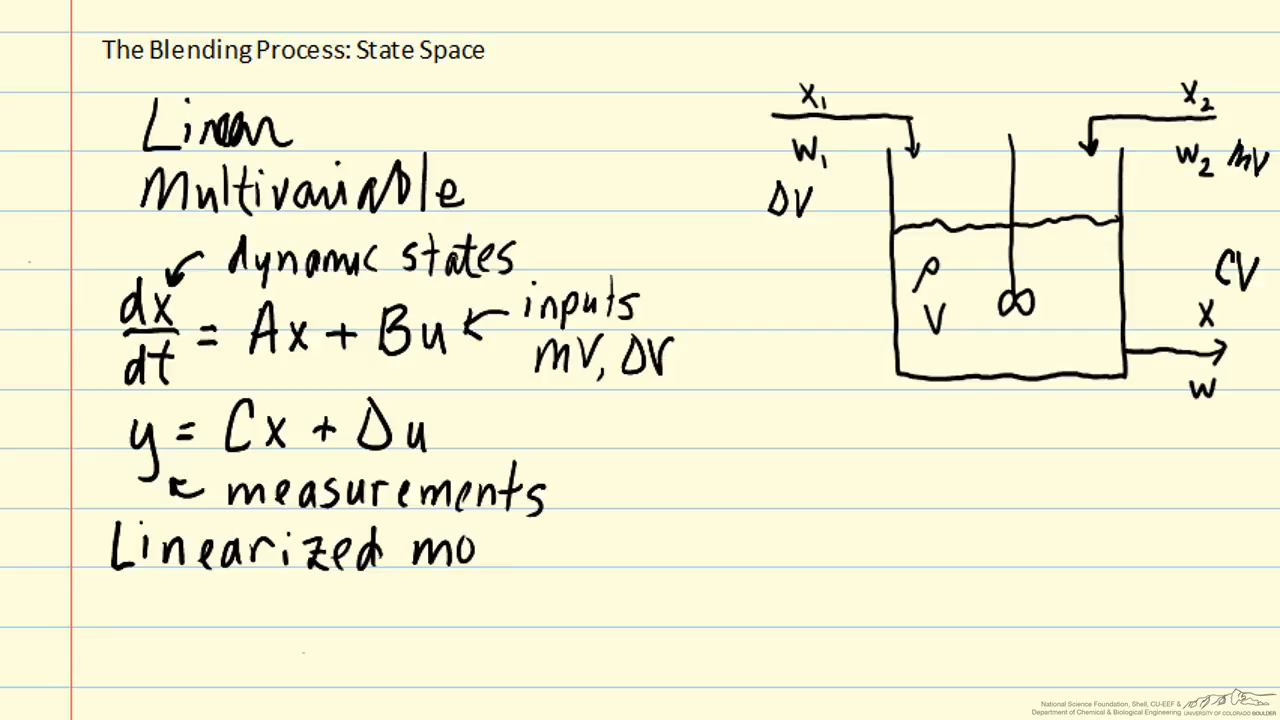 The Blending Process: State Space
Linear
Multivariable
dynamic states
dx/dt = Ax + Bu
inputs
MV, DV
y = Cx + Du
measurements
Linearized mo
x₁
w₁
DV
x₂
w₂ MV
ρ
V
CV
x
w
National Science Foundation, Shell, CU-EEF &
Department of Chemical & Biological Engineering
UNIVERSITY OF COLORADO BOULDER